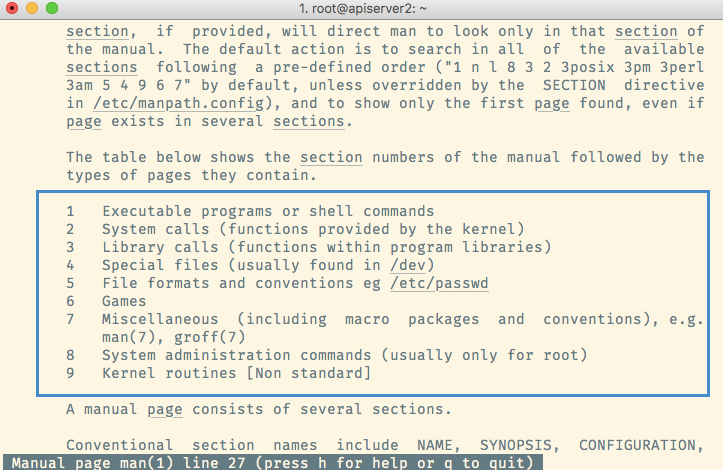 1. root@apiserver2: ~
section, if provided, will direct man to look only in that section of
the manual. The default action is to search in all of the available
sections following a pre-defined order ("1 n l 8 3 2 3posix 3pm 3perl
3am 5 4 9 6 7" by default, unless overridden by the SECTION directive
in /etc/manpath.config), and to show only the first page found, even if
page exists in several sections.
The table below shows the section numbers of the manual followed by the
types of pages they contain.
1 Executable programs or shell commands
2 System calls (functions provided by the kernel)
3 Library calls (functions within program libraries)
4 Special files (usually found in /dev)
5 File formats and conventions eg /etc/passwd
6 Games
7 Miscellaneous (including macro packages and conventions), e.g.
man(7), groff(7)
8 System administration commands (usually only for root)
9 Kernel routines [Non standard]
A manual page consists of several sections.
Conventional section names include NAME, SYNOPSIS, CONFIGURATION,
Manual page man(1) line 27 (press h for help or q to quit)